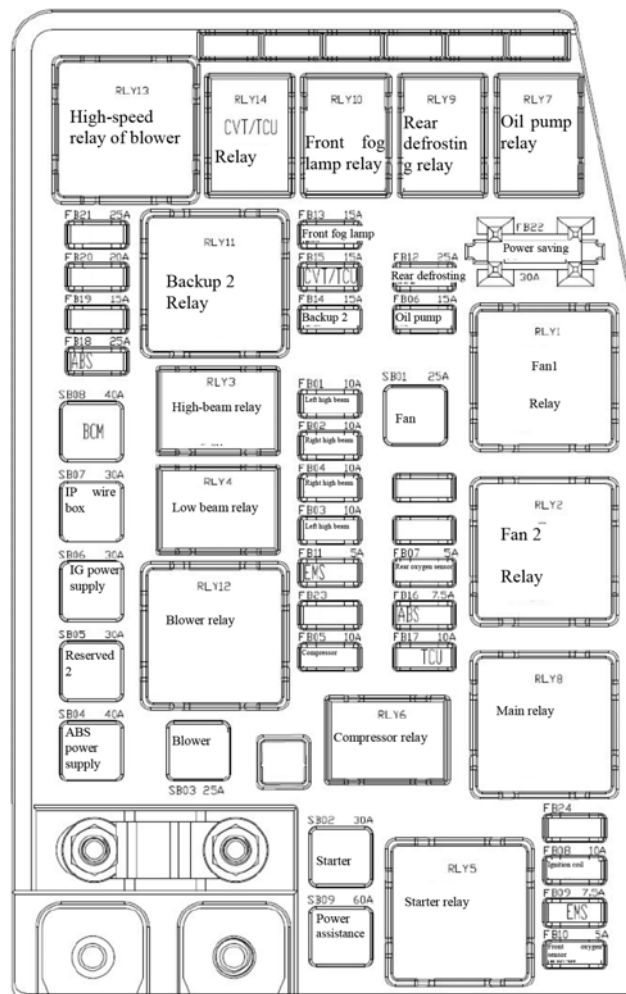 RLY13
High-speed
relay of blower
RLY14
CVT/TCU
Relay
RLY10
Front fog
lamp relay
RLY9
Rear
defrostin
g relay
RLY7
Oil pump
relay
FB21 25A
FB20 20A
FB19 15A
FB18 25A
ABS
RLY11
Backup 2
Relay
FB13 15A
Front fog lamp
FB15 15A
CVT/TCU
FB14 15A
Backup 2
FB12 25A
Rear defrosting
FB06 15A
Oil pump
FB22
Power saving
30A
RLY1
Fan1
Relay
SB08 40A
BCM
RLY3
High-beam relay
FB01 10A
Left high beam
FB02 10A
Right high beam
FB04 10A
Right high beam
FB03 10A
Left high beam
SB01 25A
Fan
SB07 30A
IP wire
box
RLY4
Low beam relay
RLY2
Fan 2
Relay
SB06 30A
IG power
supply
RLY12
Blower relay
FB11 5A
EMS
FB23
FB05 10A
Compressor
FB07 5A
Rear oxygen sensor
FB16 7.5A
ABS
FB17 10A
TCU
SB05 30A
Reserved
2
SB04 40A
ABS
power
supply
Blower
SB03 25A
RLY6
Compressor relay
RLY8
Main relay
SB02 30A
Starter
SB09 60A
Power
assistance
RLY5
Starter relay
FB24
FB08 10A
Ignition coil
FB09 7.5A
EMS
FB10 5A
Front oxygen
sensor